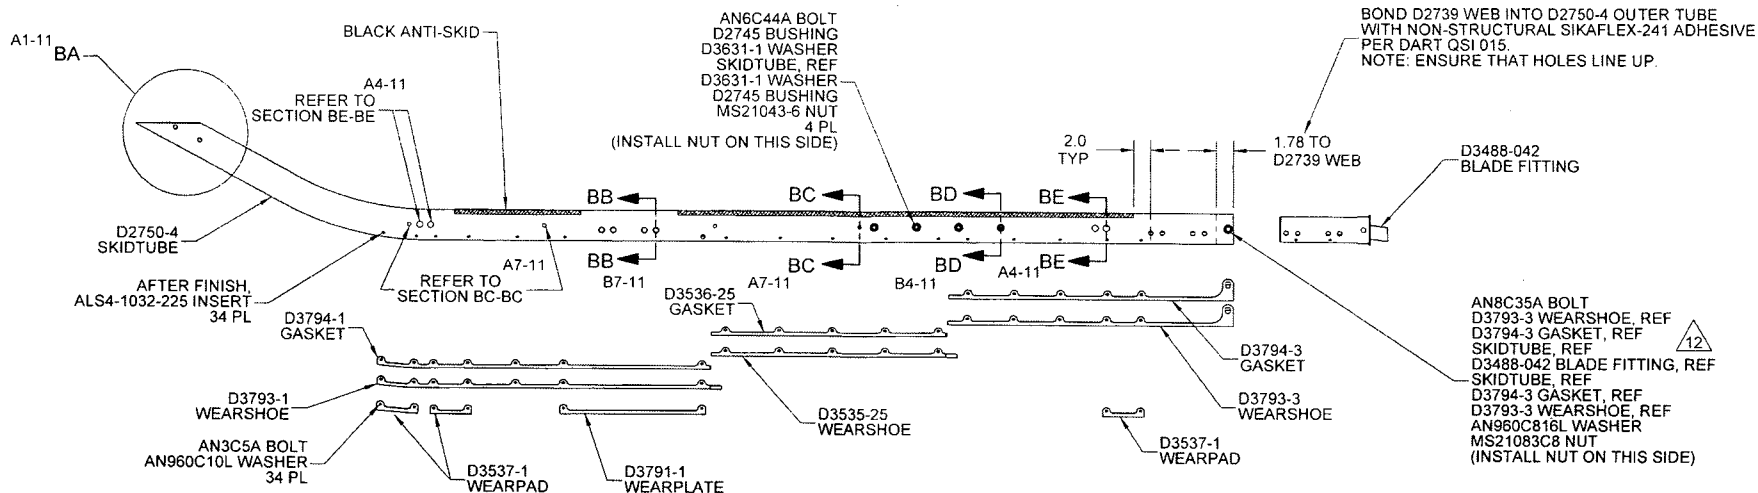 A1-11
BA
BLACK ANTI-SKID
A4-11
REFER TO
SECTION BE-BE
AN6C44A BOLT
D2745 BUSHING
D3631-1 WASHER
SKIDTUBE, REF
D3631-1 WASHER
D2745 BUSHING
MS21043-6 NUT
4 PL
(INSTALL NUT ON THIS SIDE)
BOND D2739 WEB INTO D2750-4 OUTER TUBE
WITH NON-STRUCTURAL SIKAFLEX-241 ADHESIVE
PER DART QSI 015.
NOTE: ENSURE THAT HOLES LINE UP.
2.0
TYP
1.78 TO
D2739 WEB
D3488-042
BLADE FITTING
BB
BC
BD
BE
D2750-4
SKIDTUBE
AFTER FINISH,
ALS4-1032-225 INSERT
34 PL
A7-11
REFER TO
SECTION BC-BC
BB
B7-11
BC
A7-11
BD
B4-11
BE
A4-11
D3794-1
GASKET
D3536-25
GASKET
D3794-3
GASKET
D3793-1
WEARSHOE
D3535-25
WEARSHOE
D3793-3
WEARSHOE
AN3C5A BOLT
AN960C10L WASHER
34 PL
D3537-1
WEARPAD
D3791-1
WEARPLATE
D3537-1
WEARPAD
AN8C35A BOLT
D3793-3 WEARSHOE, REF
D3794-3 GASKET, REF
SKIDTUBE, REF
12
D3488-042 BLADE FITTING, REF
SKIDTUBE, REF
D3794-3 GASKET, REF
D3793-3 WEARSHOE, REF
AN960C816L WASHER
MS21083C8 NUT
(INSTALL NUT ON THIS SIDE)